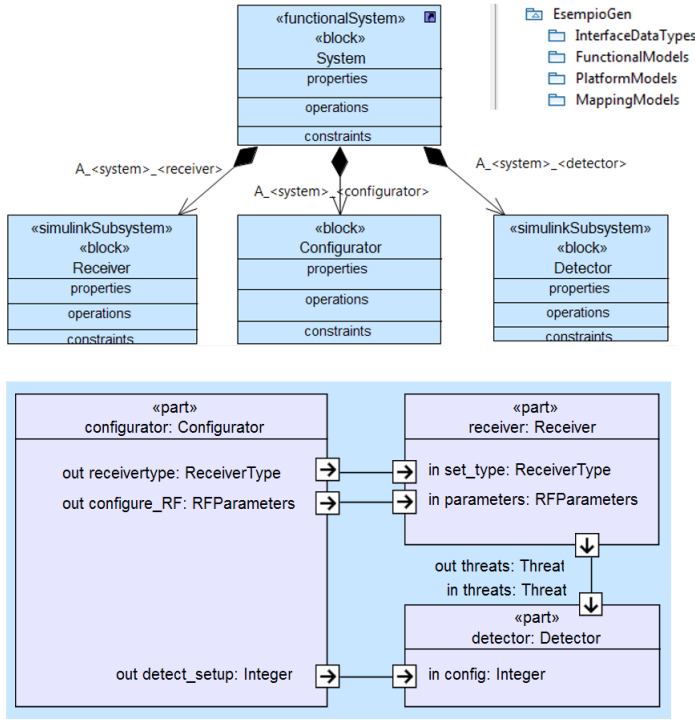 «functionalSystem»
«block»
System
properties
operations
constraints
EsempioGen
InterfaceDataTypes
FunctionalModels
PlatformModels
MappingModels
A_<system>_<receiver>
A_<system>_<configurator>
A_<system>_<detector>
«simulinkSubsystem»
«block»
Receiver
properties
operations
constraints
«block»
Configurator
properties
operations
constraints
«simulinkSubsystem»
«block»
Detector
properties
operations
constraints
«part»
configurator: Configurator
out receivertype: ReceiverType
out configure_RF: RFParameters
out detect_setup: Integer
«part»
receiver: Receiver
in set_type: ReceiverType
in parameters: RFParameters
out threats: Threat
in threats: Threat
«part»
detector: Detector
in config: Integer